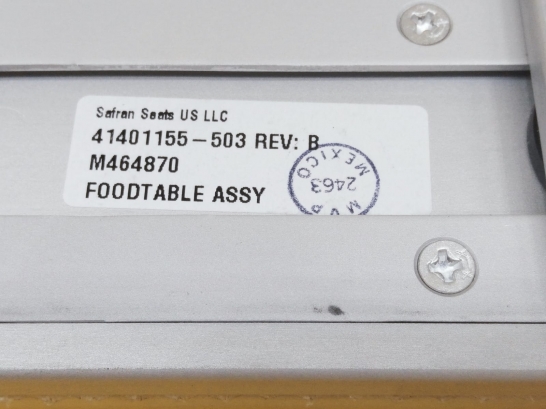 Safran Seats US LLC
41401155-503 REV: B
M464870
FOODTABLE ASSY
MEXICO
2463